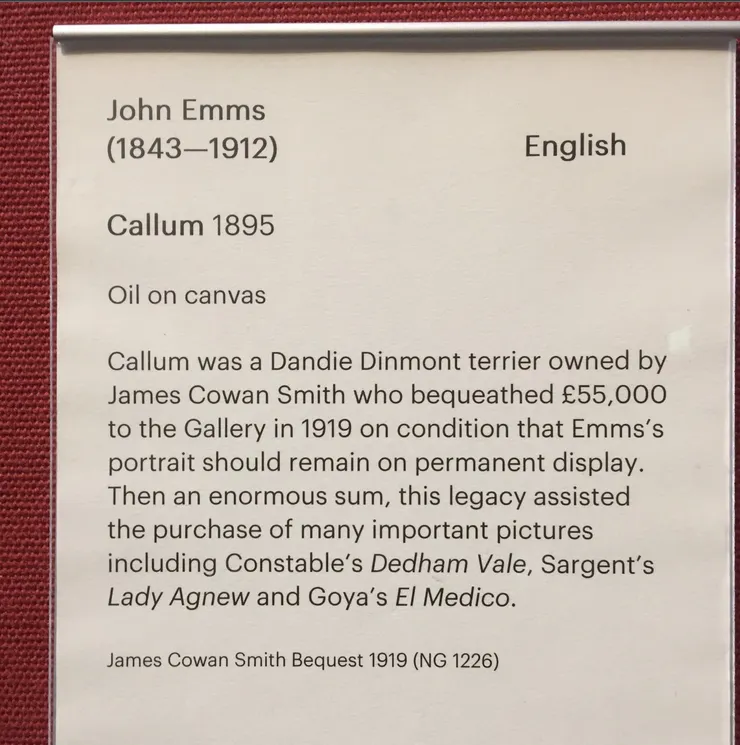 John Emms
(1843—1912) English
Callum 1895
Oil on canvas
Callum was a Dandie Dinmont terrier owned by
James Cowan Smith who bequeathed £55,000
to the Gallery in 1919 on condition that Emms’s
portrait should remain on permanent display.
Then an enormous sum, this legacy assisted
the purchase of many important pictures
including Constable’s Dedham Vale, Sargent’s
Lady Agnew and Goya’s El Medico.
James Cowan Smith Bequest 1919 (NG 1226)